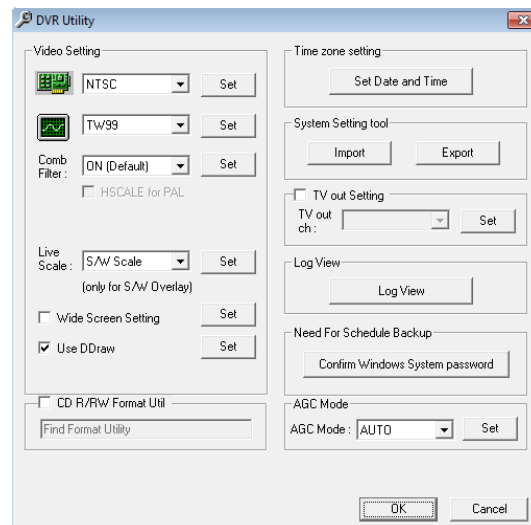 DVR Utility
Video Setting
NTSC Set
TW99 Set
Comb Filter : ON (Default) Set
HSCALE for PAL
Live Scale : S/W Scale Set
(only for S/W Overlay)
Wide Screen Setting Set
Use DDraw Set
CD R/RW Format Util
Find Format Utility
Time zone setting
Set Date and Time
System Setting tool
Import Export
TV out Setting
TV out ch : Set
Log View
Log View
Need For Schedule Backup
Confirm Windows System password
AGC Mode
AGC Mode : AUTO Set
OK Cancel